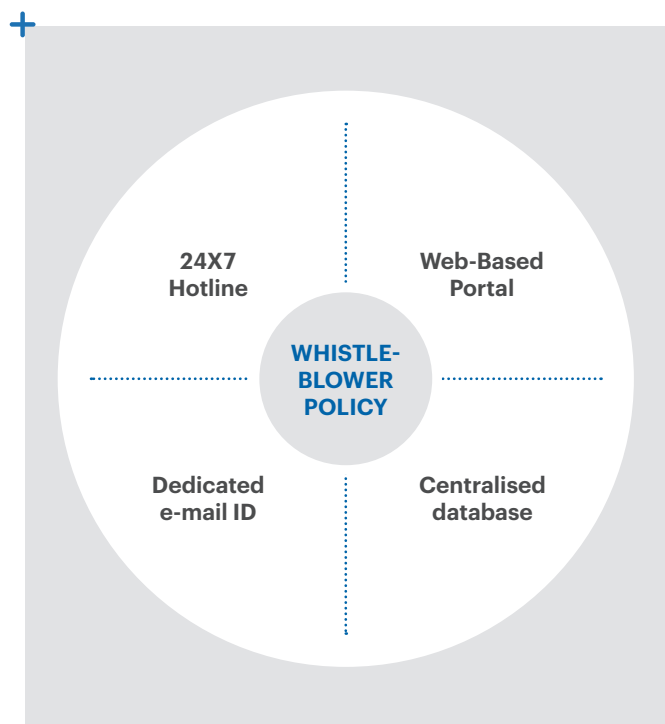 24X7
Hotline
Web-Based
Portal
WHISTLE-
BLOWER
POLICY
Dedicated
e-mail ID
Centralised
database